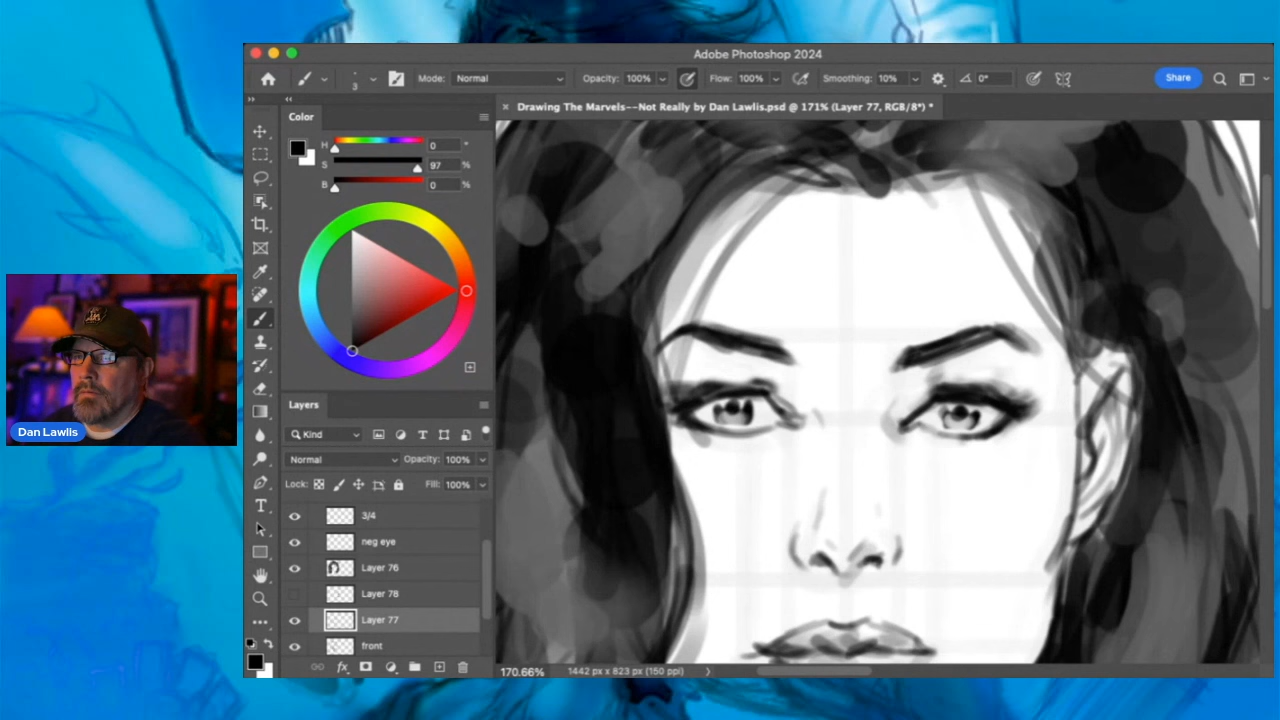 Adobe Photoshop 2024
3 Mode: Normal Opacity: 100% Flow: 100% Smoothing: 10% 0° Share
× Drawing The Marvels--Not Really by Dan Lawlis.psd @ 171% (Layer 77, RGB/8*) *
Color
H 0 °
S 97 %
B 0 %
Layers
Kind
Normal Opacity: 100%
Lock: Fill: 100%
3/4
neg eye
Layer 76
Layer 78
Layer 77
front
fx
170.66% 1442 px x 823 px (150 ppi)
Dan Lawlis